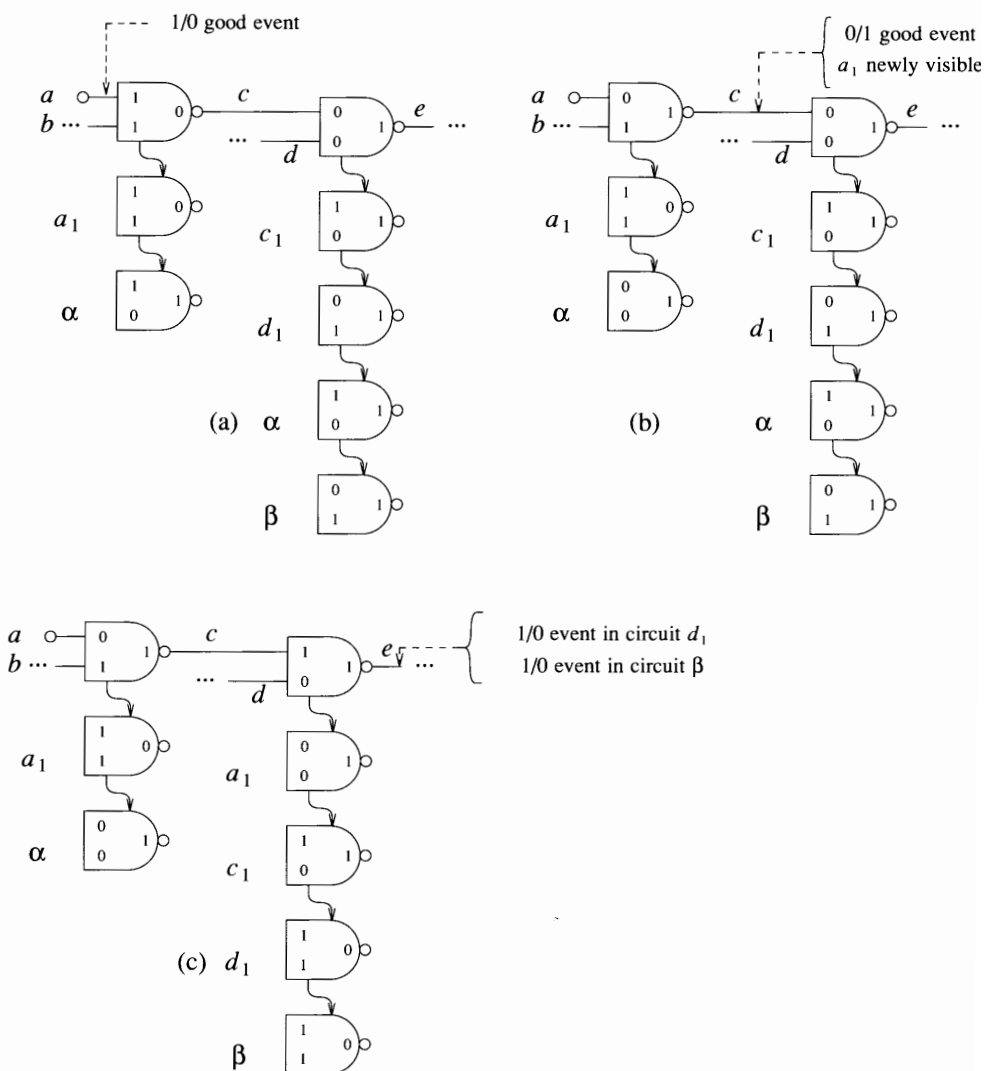 1/0 good event
a 1 0 c 0 1 e ...
b ... 1 ... d 0
a1 1 1 0
c1 1 0 1
α 1 0 1
d1 0 1 1
(a) α 1 0 1
β 0 1 1
0/1 good event
a1 newly visible
a 0 1 c 0 1 e ...
b ... 1 ... d 0
a1 1 1 0
c1 1 0 1
α 0 0 1
d1 0 1 1
(b) α 1 0 1
β 0 1 1
1/0 event in circuit d1
1/0 event in circuit β
a 0 1 c 1 1 e ...
b ... 1 ... d 0
a1 1 1 0
a1 0 0 1
α 0 0 1
c1 1 0 1
(c) d1 1 1 0
β 1 1 0